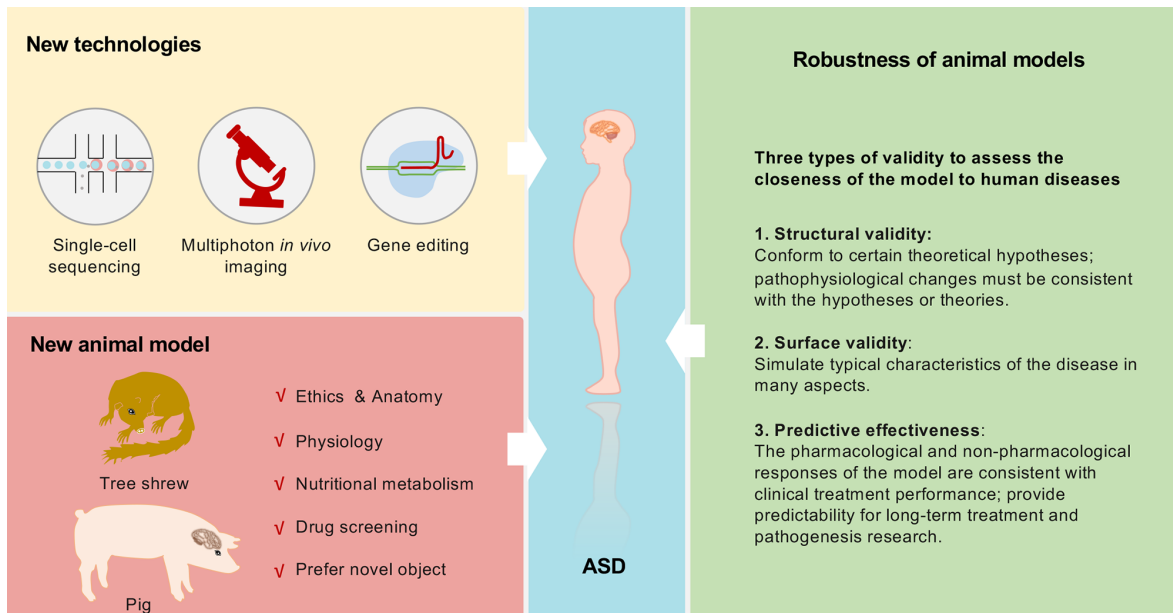 New technologies
Single-cell
sequencing
Multiphoton in vivo
imaging
Gene editing
New animal model
Tree shrew
Pig
√ Ethics & Anatomy
√ Physiology
√ Nutritional metabolism
√ Drug screening
√ Prefer novel object
ASD
Robustness of animal models
Three types of validity to assess the
closeness of the model to human diseases
1. Structural validity:
Conform to certain theoretical hypotheses;
pathophysiological changes must be consistent
with the hypotheses or theories.
2. Surface validity:
Simulate typical characteristics of the disease in
many aspects.
3. Predictive effectiveness:
The pharmacological and non-pharmacological
responses of the model are consistent with
clinical treatment performance; provide
predictability for long-term treatment and
pathogenesis research.